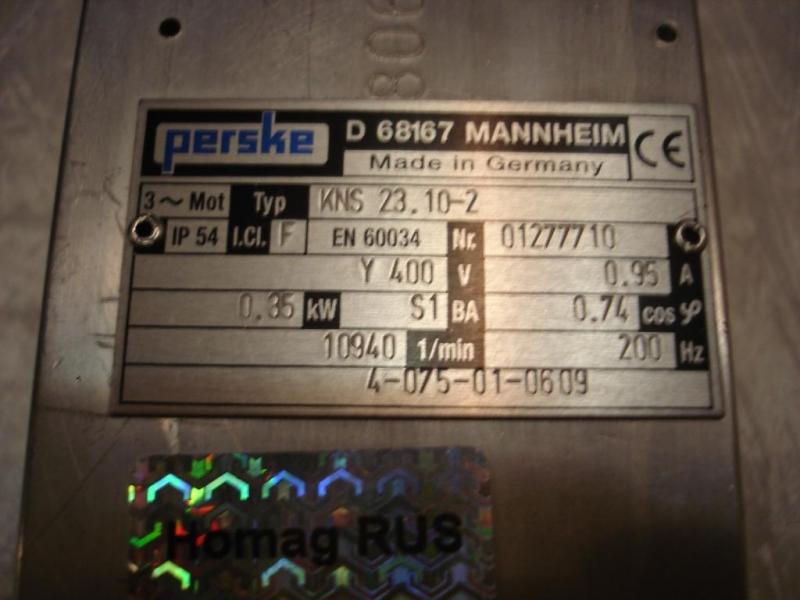 806
perske D 68167 MANNHEIM CE
Made in Germany
3~ Mot Typ KNS 23.10-2
IP 54 I.Cl. F EN 60034 Nr. 01277710
Y 400 V 0.95 A
0.35 kW S1 BA 0.74 cos φ
10940 1/min 200 Hz
4-075-01-0609
Homag RUS